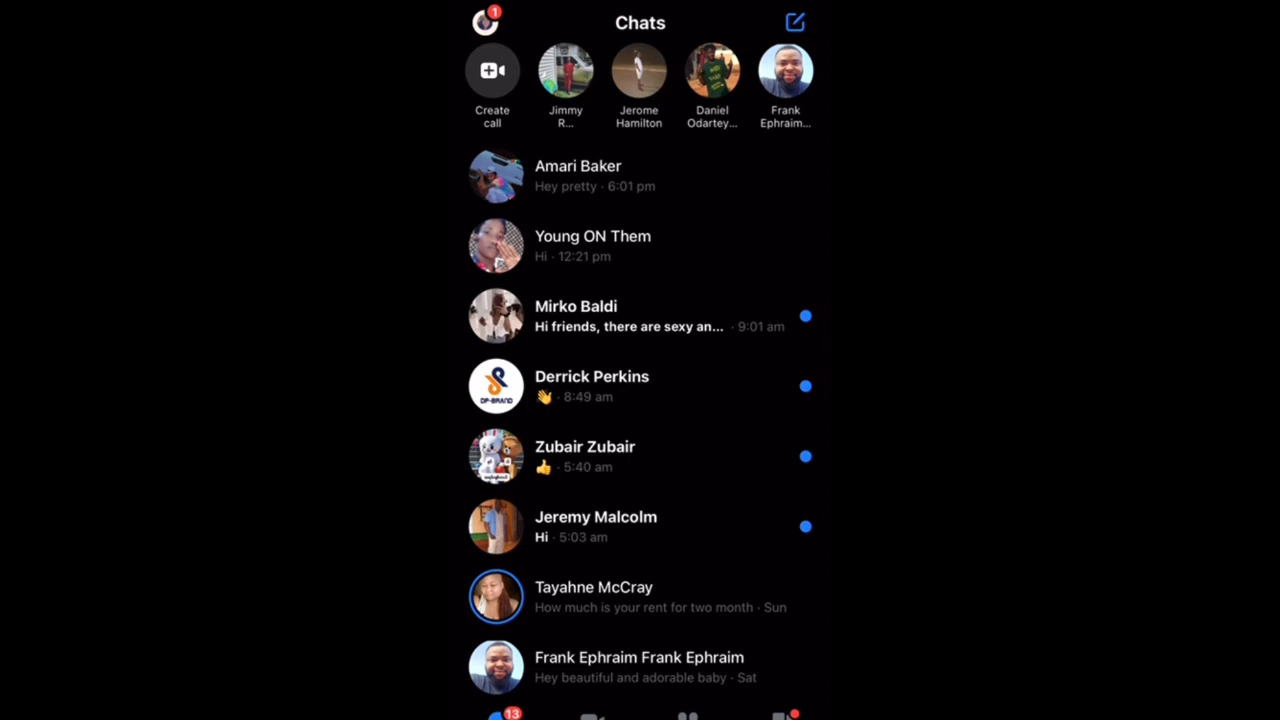 1
Chats
Create
call
Jimmy
R...
Jerome
Hamilton
Daniel
Odartey...
Frank
Ephraim...
Amari Baker
Hey pretty · 6:01 pm
Young ON Them
Hi · 12:21 pm
Mirko Baldi
Hi friends, there are sexy an... · 9:01 am
Derrick Perkins
👋 · 8:49 am
DP-BRAND
Zubair Zubair
👍 · 5:40 am
Jeremy Malcolm
Hi · 5:03 am
Tayahne McCray
How much is your rent for two month · Sun
Frank Ephraim Frank Ephraim
Hey beautiful and adorable baby · Sat
13